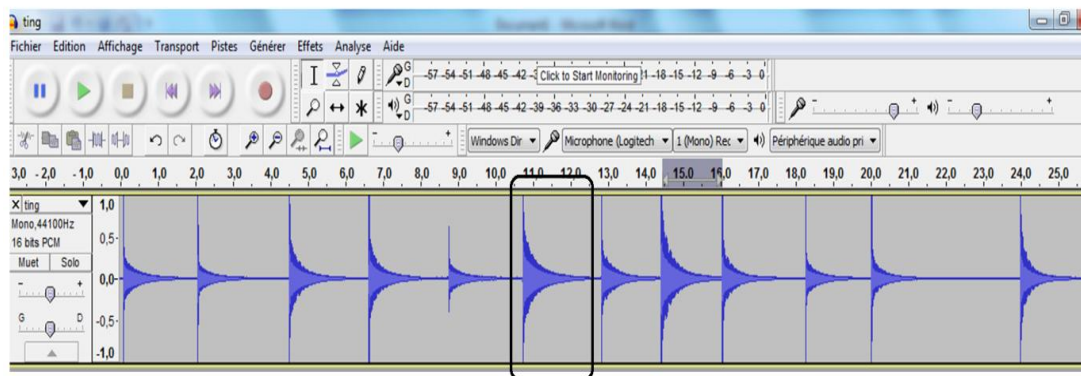 ting
Fichier Edition Affichage Transport Pistes Générer Effets Analyse Aide
G
D
-57 -54 -51 -48 -45 -42 -3 Click to Start Monitoring 1 -18 -15 -12 -9 -6 -3 0
G
D
-57 -54 -51 -48 -45 -42 -39 -36 -33 -30 -27 -24 -21 -18 -15 -12 -9 -6 -3 0
- +
- +
- + Windows Dir Microphone (Logitech 1 (Mono) Rec Périphérique audio pri
3,0 -2,0 -1,0 0,0 1,0 2,0 3,0 4,0 5,0 6,0 7,0 8,0 9,0 10,0 11,0 12,0 13,0 14,0 15,0 16,0 17,0 18,0 19,0 20,0 21,0 22,0 23,0 24,0 25,0
X ting 1,0
Mono,44100Hz
16 bits PCM 0,5-
Muet Solo
- + 0,0-
G D -0,5-
-1,0